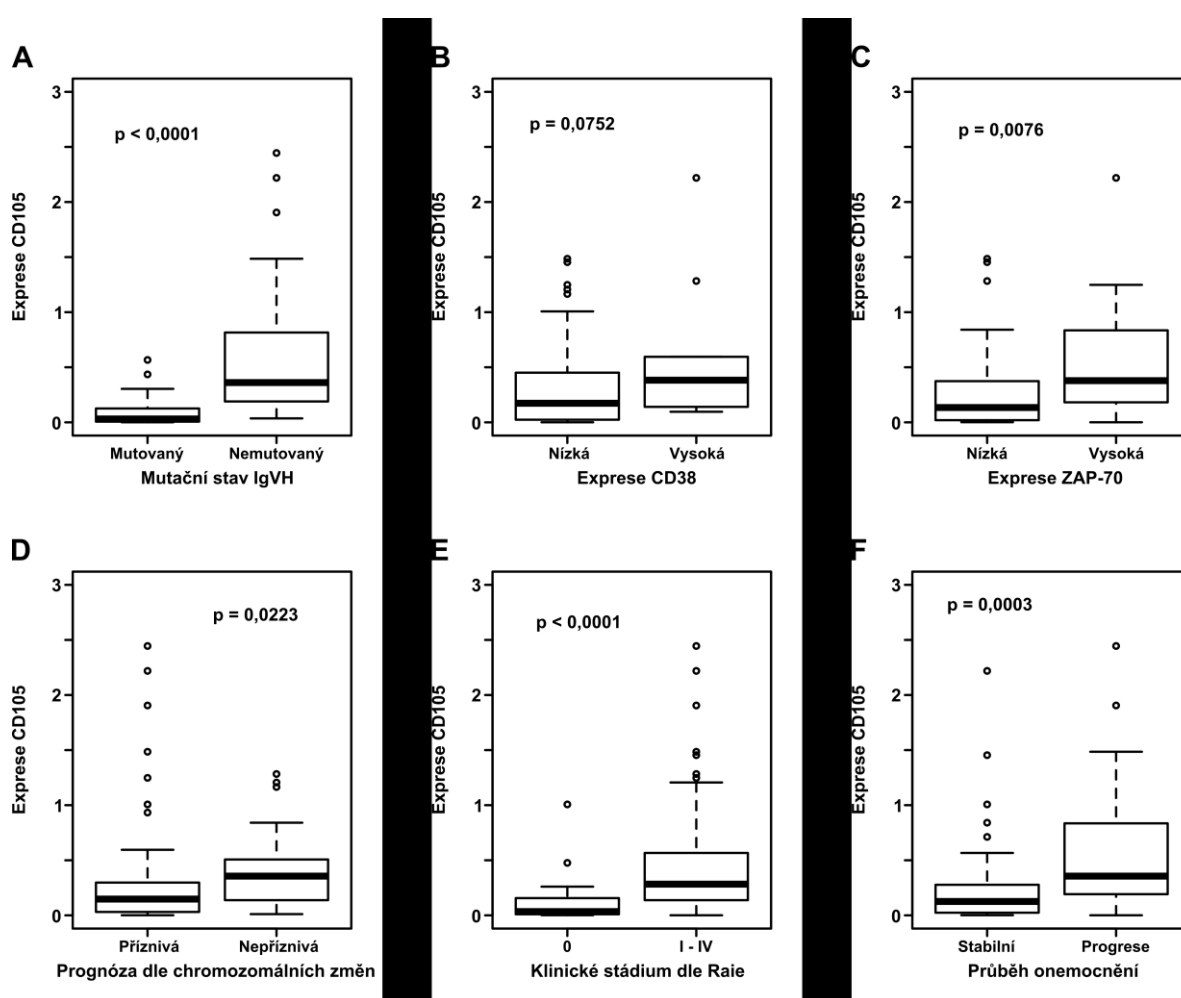 A
3
2
1
0
Exprese CD105
p < 0,0001
Mutovaný
Nemutovaný
Mutační stav IgVH
B
3
2
1
0
Exprese CD105
p = 0,0752
Nízká
Vysoká
Exprese CD38
C
3
2
1
0
Exprese CD105
p = 0,0076
Nízká
Vysoká
Exprese ZAP-70
D
3
2
1
0
Exprese CD105
p = 0,0223
Příznivá
Nepříznivá
Prognóza dle chromozomálních změn
E
3
2
1
0
Exprese CD105
p < 0,0001
0
I - IV
Klinické stádium dle Raie
F
3
2
1
0
Exprese CD105
p = 0,0003
Stabilní
Progrese
Průběh onemocnění